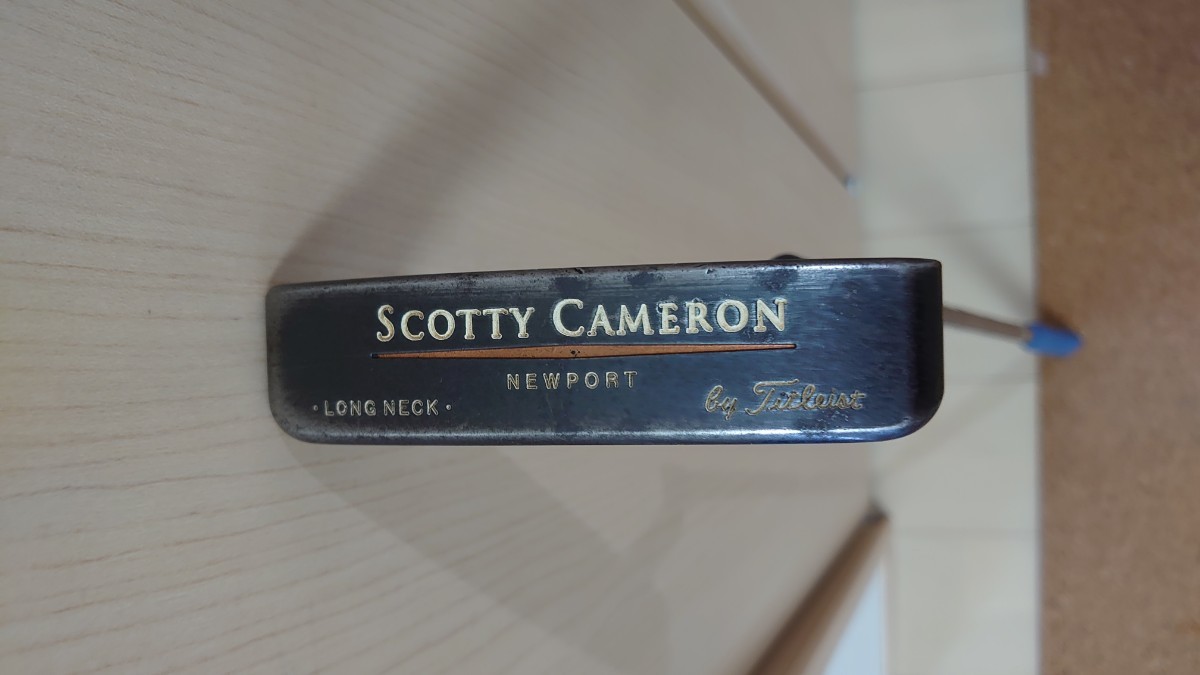 SCOTTY CAMERON
NEWPORT
· LONG NECK ·
by Titleist